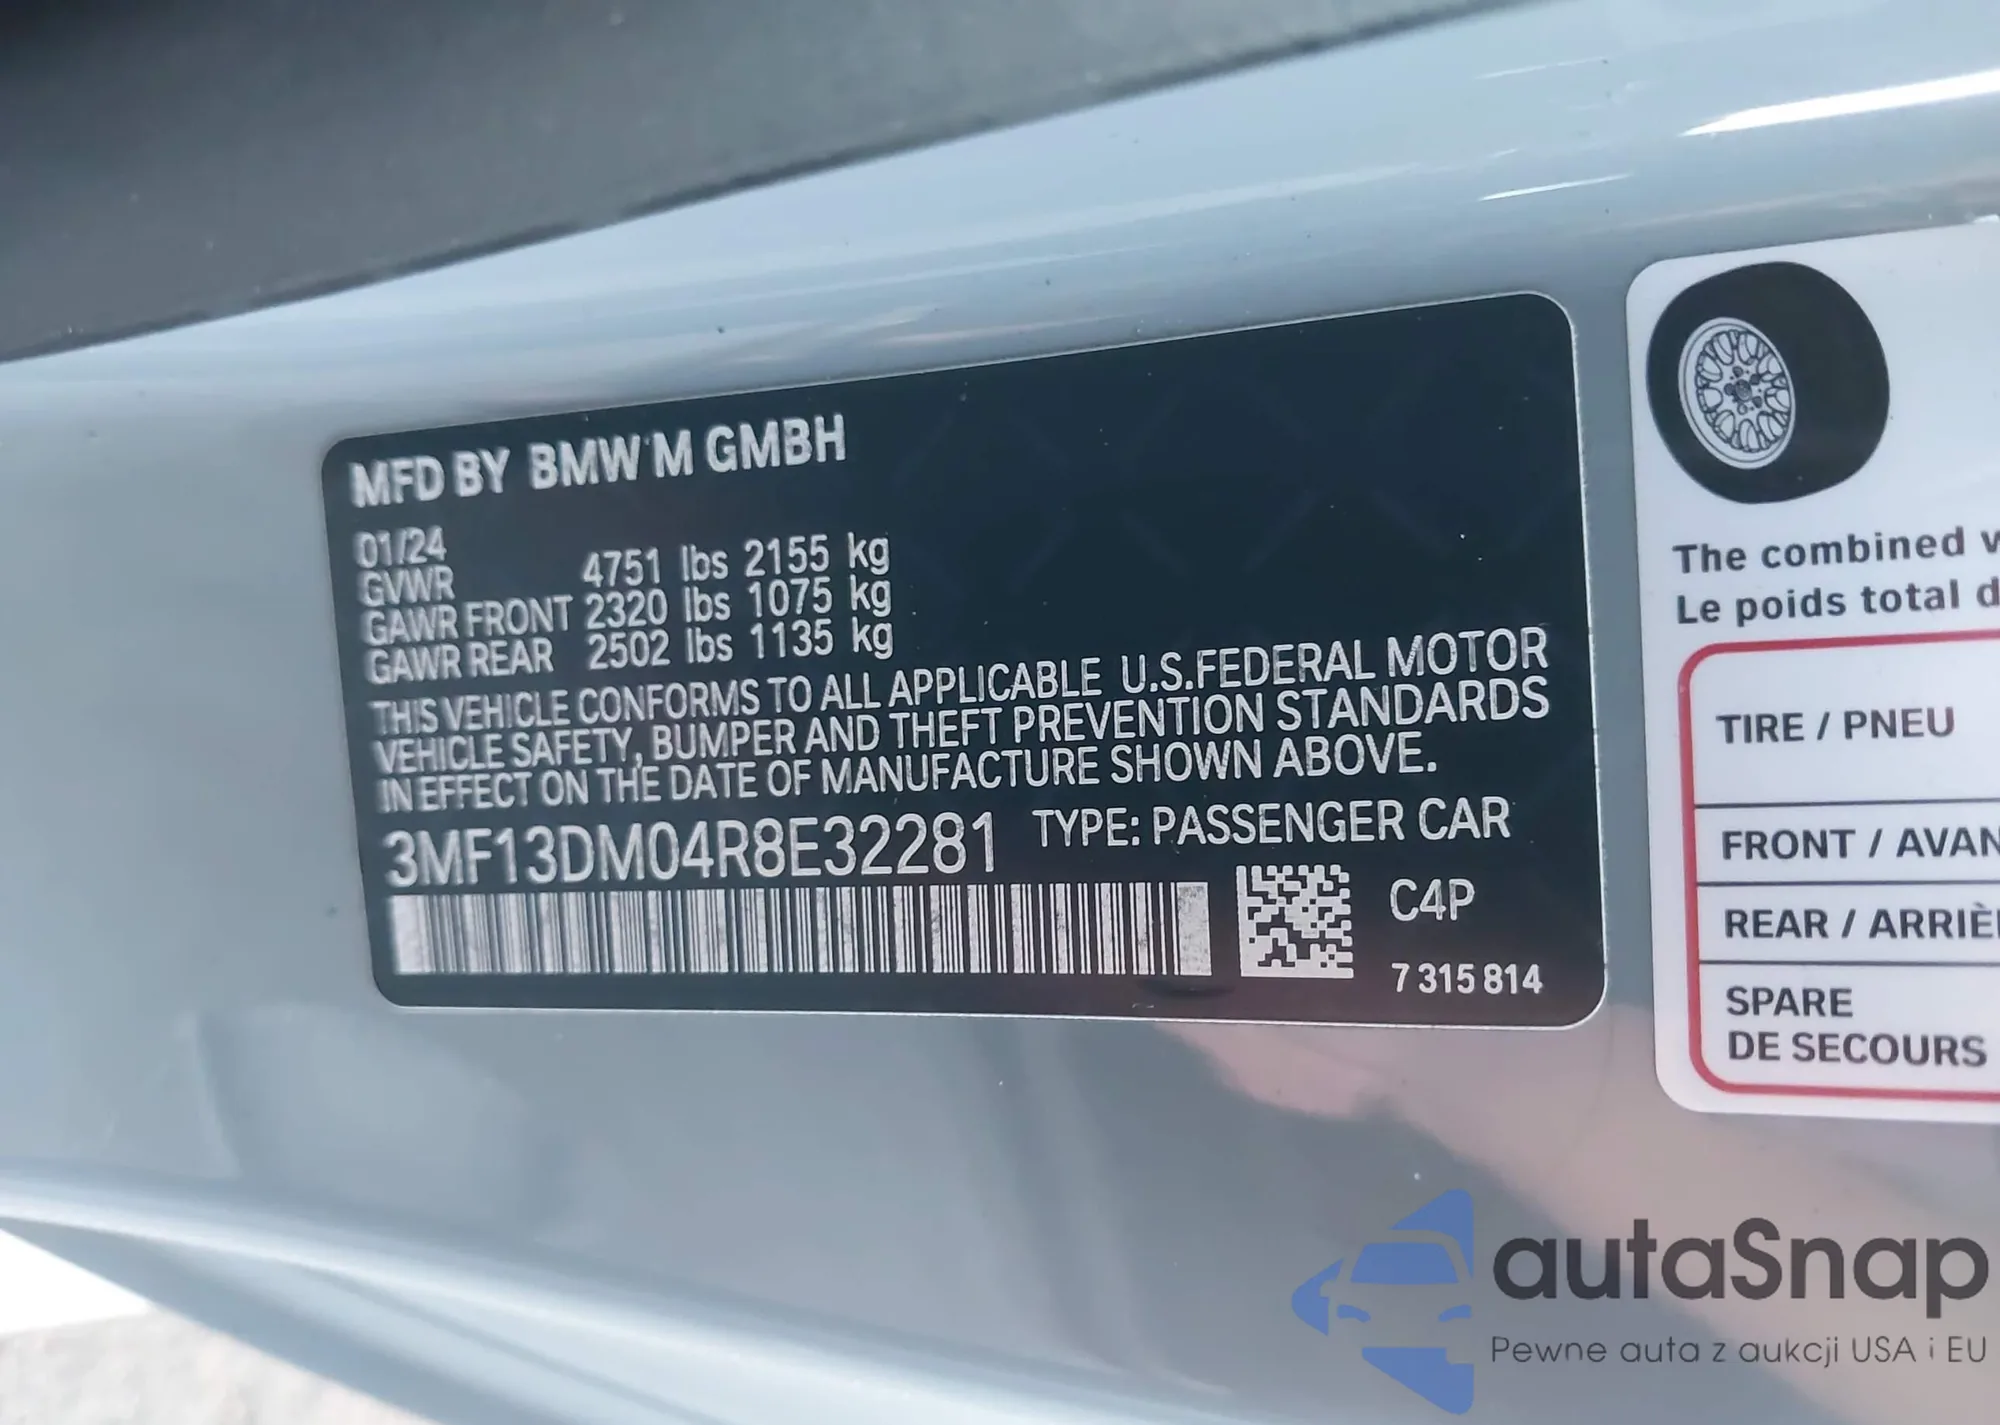 MFD BY BMW M GMBH
01/24
GVWR 4751 lbs 2155 kg
GAWR FRONT 2320 lbs 1075 kg
GAWR REAR 2502 lbs 1135 kg
THIS VEHICLE CONFORMS TO ALL APPLICABLE U.S.FEDERAL MOTOR
VEHICLE SAFETY, BUMPER AND THEFT PREVENTION STANDARDS
IN EFFECT ON THE DATE OF MANUFACTURE SHOWN ABOVE.
3MF13DM04R8E32281 TYPE: PASSENGER CAR
C4P
7 315 814
The combined
Le poids total
TIRE / PNEU
FRONT / AVAN
REAR / ARRIÈ
SPARE
DE SECOURS
autaSnap
Pewne auta z aukcji USA i EU